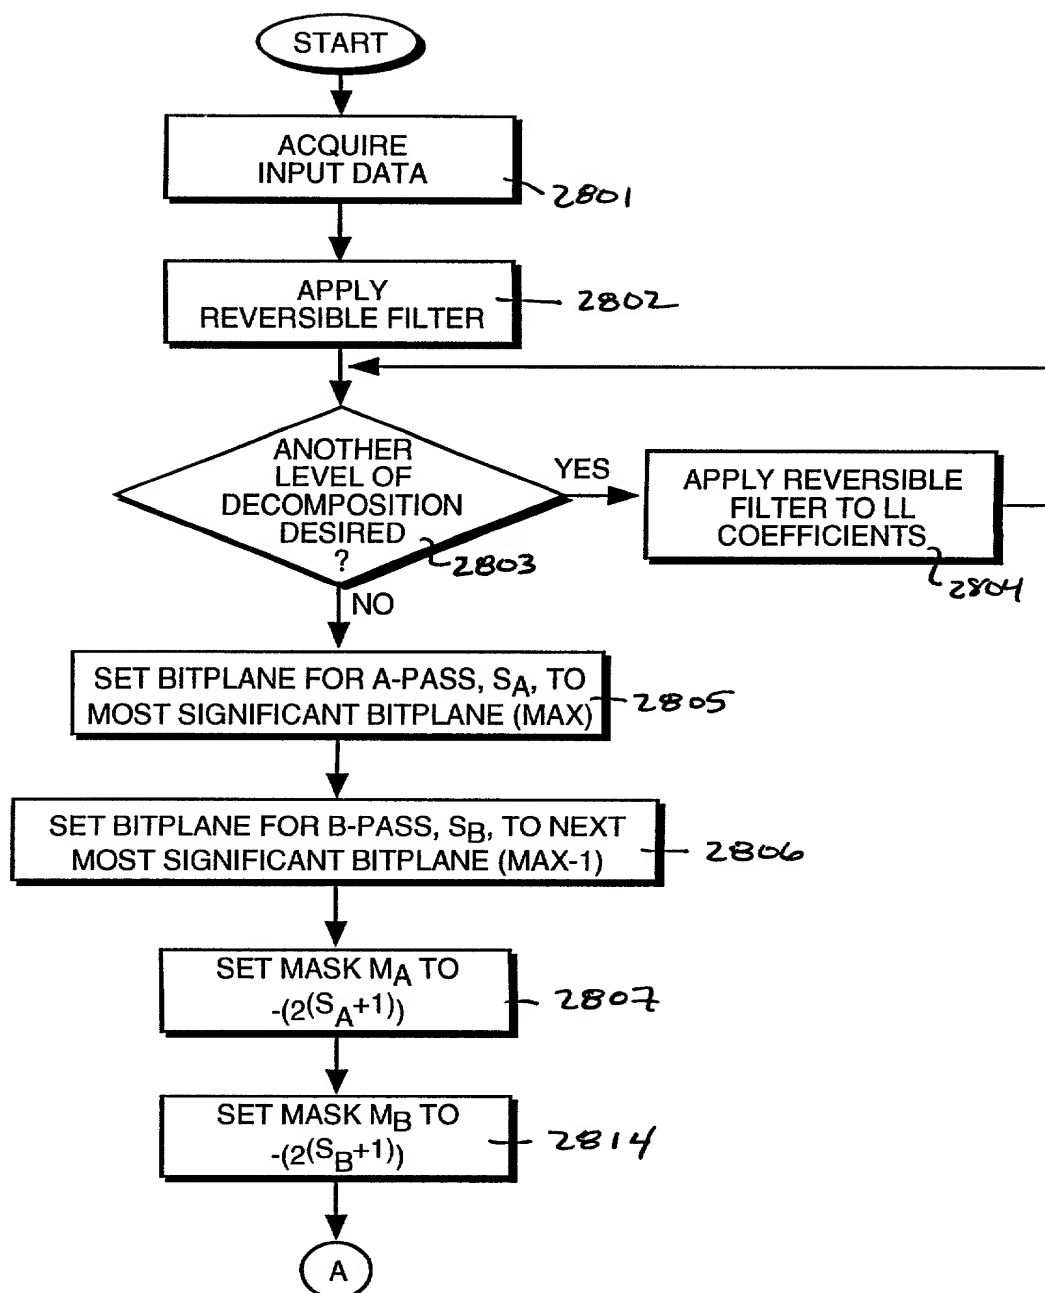 START
ACQUIRE
INPUT DATA
2801
APPLY
REVERSIBLE FILTER
2802
ANOTHER
LEVEL OF
DECOMPOSITION
DESIRED
?
2803
YES
APPLY REVERSIBLE
FILTER TO LL
COEFFICIENTS
2804
NO
SET BITPLANE FOR A-PASS, SA, TO
MOST SIGNIFICANT BITPLANE (MAX)
2805
SET BITPLANE FOR B-PASS, SB, TO NEXT
MOST SIGNIFICANT BITPLANE (MAX-1)
2806
SET MASK MA TO
-(2(SA+1))
2807
SET MASK MB TO
-(2(SB+1))
2814
A